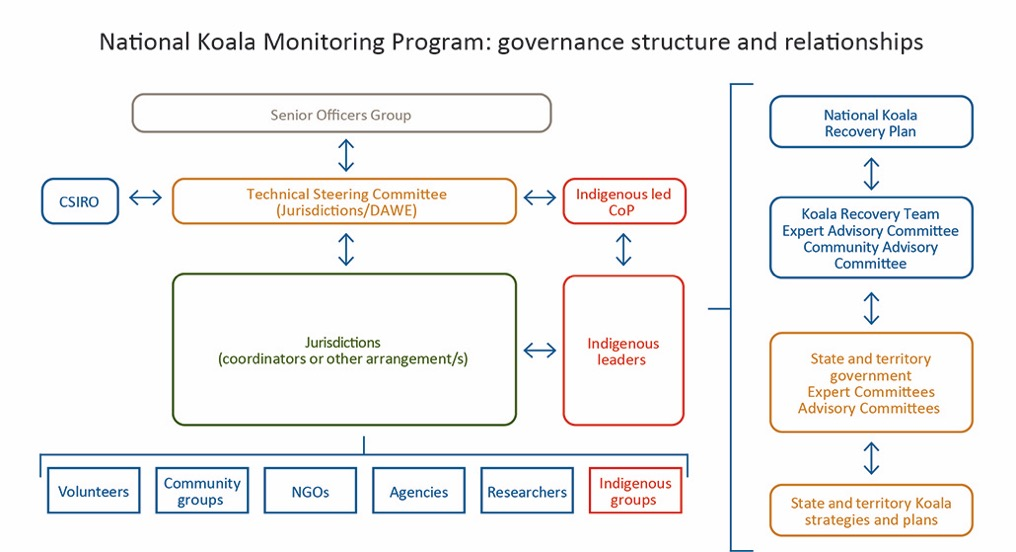 National Koala Monitoring Program: governance structure and relationships
Senior Officers Group
CSIRO
Technical Steering Committee
(Jurisdictions/DAWE)
Indigenous led
CoP
Jurisdictions
(coordinators or other arrangement/s)
Indigenous
leaders
Volunteers
Community
groups
NGOs
Agencies
Researchers
Indigenous
groups
National Koala
Recovery Plan
Koala Recovery Team
Expert Advisory Committee
Community Advisory
Committee
State and territory
government
Expert Committees
Advisory Committees
State and territory Koala
strategies and plans